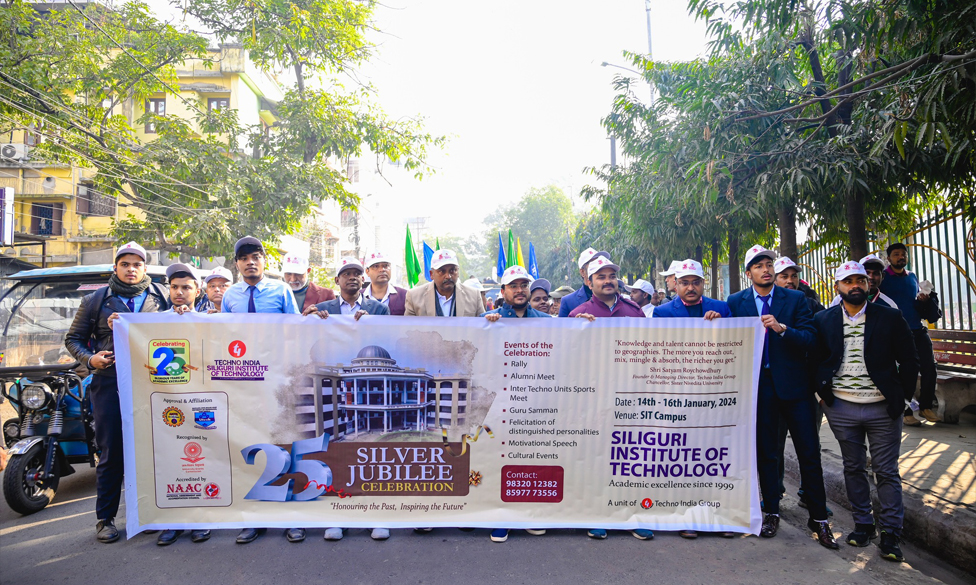 Celebrating
25
GLORIOUS YEARS OF
ACADEMIC EXCELLENCE
TECHNO INDIA
SILIGURI INSTITUTE
OF TECHNOLOGY
Approval & Affiliation
Recognised by
Accredited by
NAAC
25 SILVER
JUBILEE
CELEBRATION
"Honouring the Past, Inspiring the Future"
Events of the
Celebration:
• Rally
• Alumni Meet
• Inter Techno Units Sports
Meet
• Guru Samman
• Felicitation of
distinguished personalities
• Motivational Speech
• Cultural Events
Contact:
98320 12382
85977 73556
"Knowledge and talent cannot be restricted
to geographies. The more you reach out,
mix, mingle & absorb, the richer you get."
Shri Satyam Roychowdhury
Founder & Managing Director, Techno India Group
Chancellor Sister Nivedita University
Date : 14th - 16th January, 2024
Venue: SIT Campus
SILIGURI
INSTITUTE OF
TECHNOLOGY
Academic excellence since 1999
A unit of Techno India Group